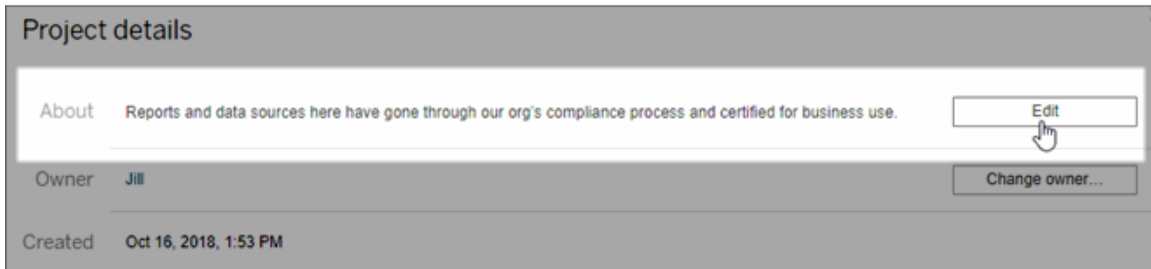 Project details
About Reports and data sources here have gone through our org's compliance process and certified for business use. Edit
Owner Jill Change owner...
Created Oct 16, 2018, 1:53 PM